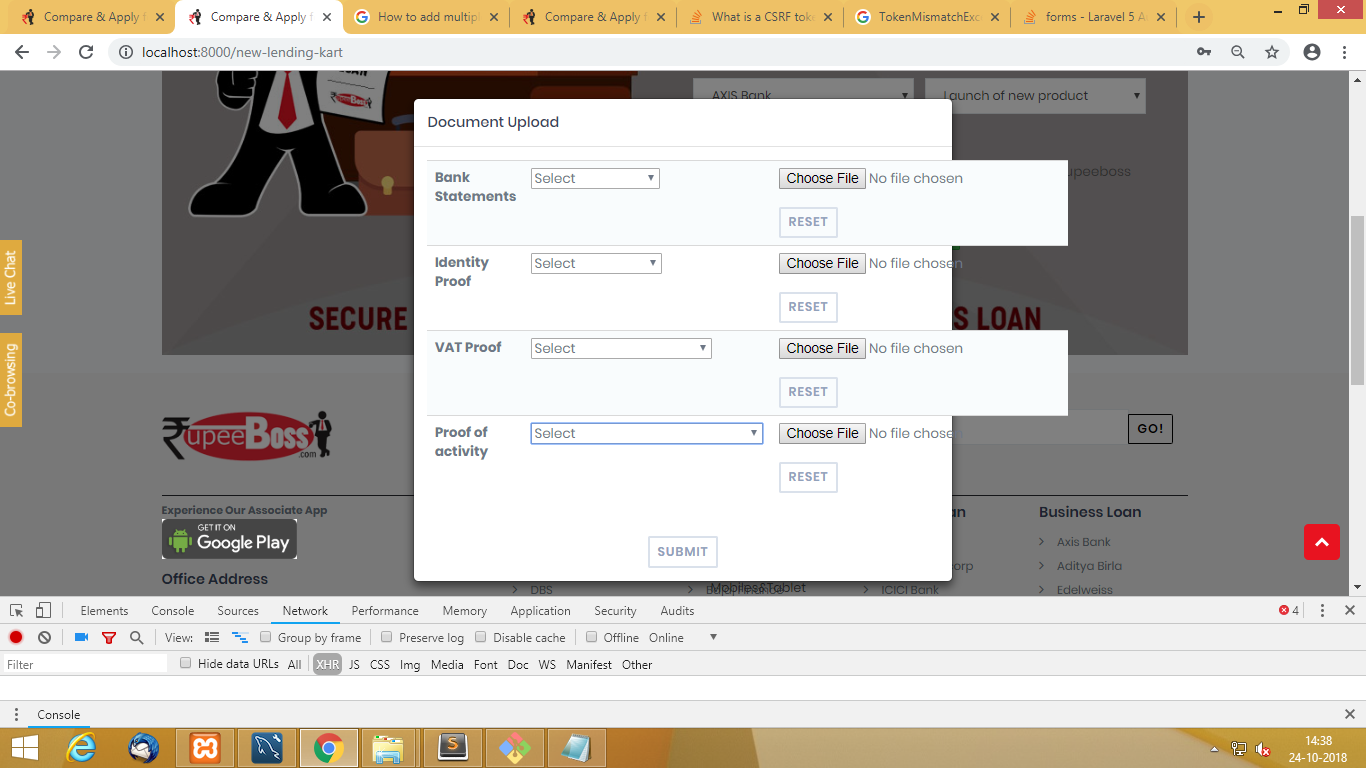 Compare & Apply f
Compare & Apply f
How to add multipl
Compare & Apply f
What is a CSRF tok
TokenMismatchExc
forms - Laravel 5 A
localhost:8000/new-lending-kart
AXIS Bank
Launch of new product
Document Upload
Bank Statements
Select
Choose File No file chosen
RESET
upeeboss
Identity Proof
Select
Choose File No file chosen
RESET
Live Chat
SECURE
S LOAN
VAT Proof
Select
Choose File No file chosen
RESET
Co-browsing
RupeeBoss
.com
GO!
Proof of activity
Select
Choose File No file chosen
RESET
Experience Our Associate App
GET IT ON
Google Play
an
Business Loan
Axis Bank
SUBMIT
orp
Aditya Birla
Office Address
DBS
Bajaj Finance
Mobiles&Tablet
ICICI Bank
Edelweiss
Elements Console Sources Network Performance Memory Application Security Audits
4
View: Group by frame Preserve log Disable cache Offline Online
Filter
Hide data URLs All XHR JS CSS Img Media Font Doc WS Manifest Other
Console
14:38
24-10-2018